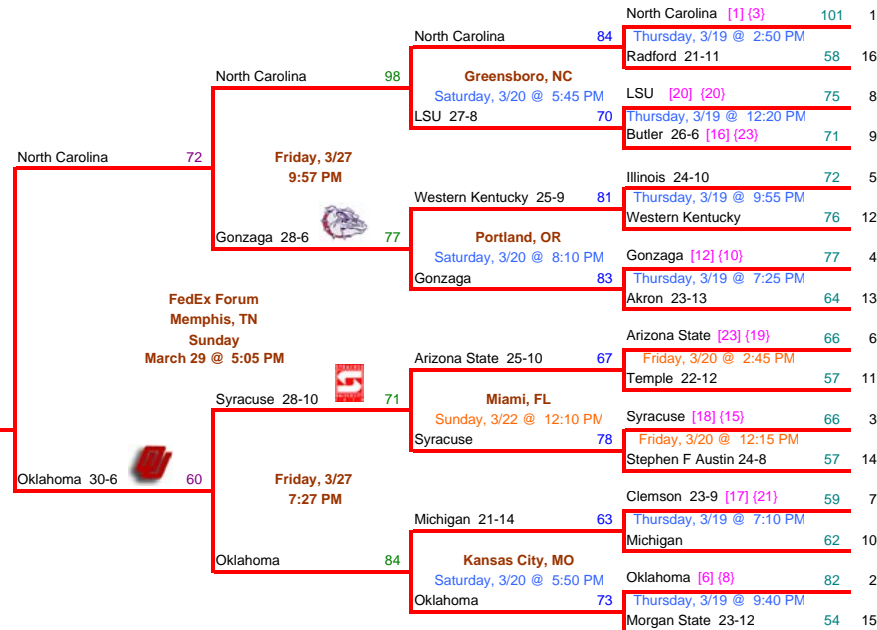 North Carolina [1] {3} 101 1
Thursday, 3/19 @ 2:50 PM
Radford 21-11 58 16
North Carolina 84
Greensboro, NC
Saturday, 3/20 @ 5:45 PM
LSU 27-8 70
LSU [20] {20} 75 8
Thursday, 3/19 @ 12:20 PM
Butler 26-6 [16] {23} 71 9
North Carolina 98
Friday, 3/27
9:57 PM
Gonzaga 28-6 77
Illinois 24-10 72 5
Thursday, 3/19 @ 9:55 PM
Western Kentucky 76 12
Western Kentucky 25-9 81
Portland, OR
Saturday, 3/20 @ 8:10 PM
Gonzaga 83
Gonzaga [12] {10} 77 4
Thursday, 3/19 @ 7:25 PM
Akron 23-13 64 13
North Carolina 72
FedEx Forum
Memphis, TN
Sunday
March 29 @ 5:05 PM
Oklahoma 30-6 60
Arizona State [23] {19} 66 6
Friday, 3/20 @ 2:45 PM
Temple 22-12 57 11
Arizona State 25-10 67
Miami, FL
Sunday, 3/22 @ 12:10 PM
Syracuse 78
Syracuse [18] {15} 66 3
Friday, 3/20 @ 12:15 PM
Stephen F Austin 24-8 57 14
Syracuse 28-10 71
Friday, 3/27
7:27 PM
Oklahoma 84
Clemson 23-9 [17] {21} 59 7
Thursday, 3/19 @ 7:10 PM
Michigan 62 10
Michigan 21-14 63
Kansas City, MO
Saturday, 3/20 @ 5:50 PM
Oklahoma 73
Oklahoma [6] {8} 82 2
Thursday, 3/19 @ 9:40 PM
Morgan State 23-12 54 15